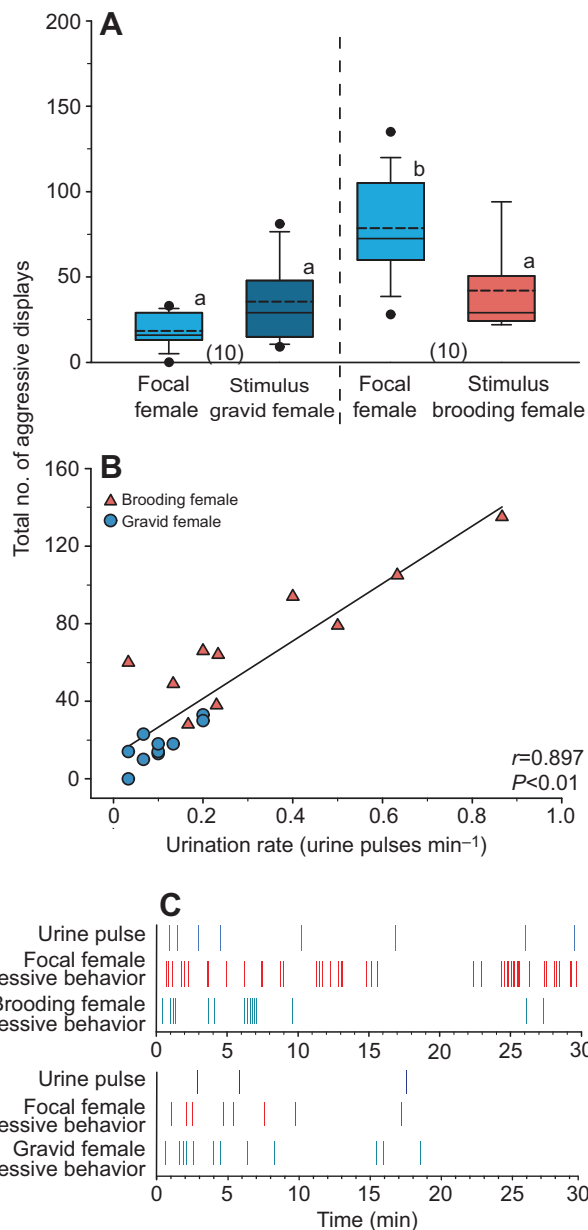 A
Total no. of aggressive displays
200
150
100
50
0
a
a
b
a
(10)
(10)
Focal female
Stimulus gravid female
Focal female
Stimulus brooding female
B
160
120
80
40
0
Brooding female
Gravid female
r=0.897
P<0.01
0
0.2
0.4
0.6
0.8
1.0
Urination rate (urine pulses min⁻¹)
C
Urine pulse
Focal female
essive behavior
Brooding female
essive behavior
0
5
10
15
20
25
30
Urine pulse
Focal female
essive behavior
Gravid female
essive behavior
0
5
10
15
20
25
30
Time (min)